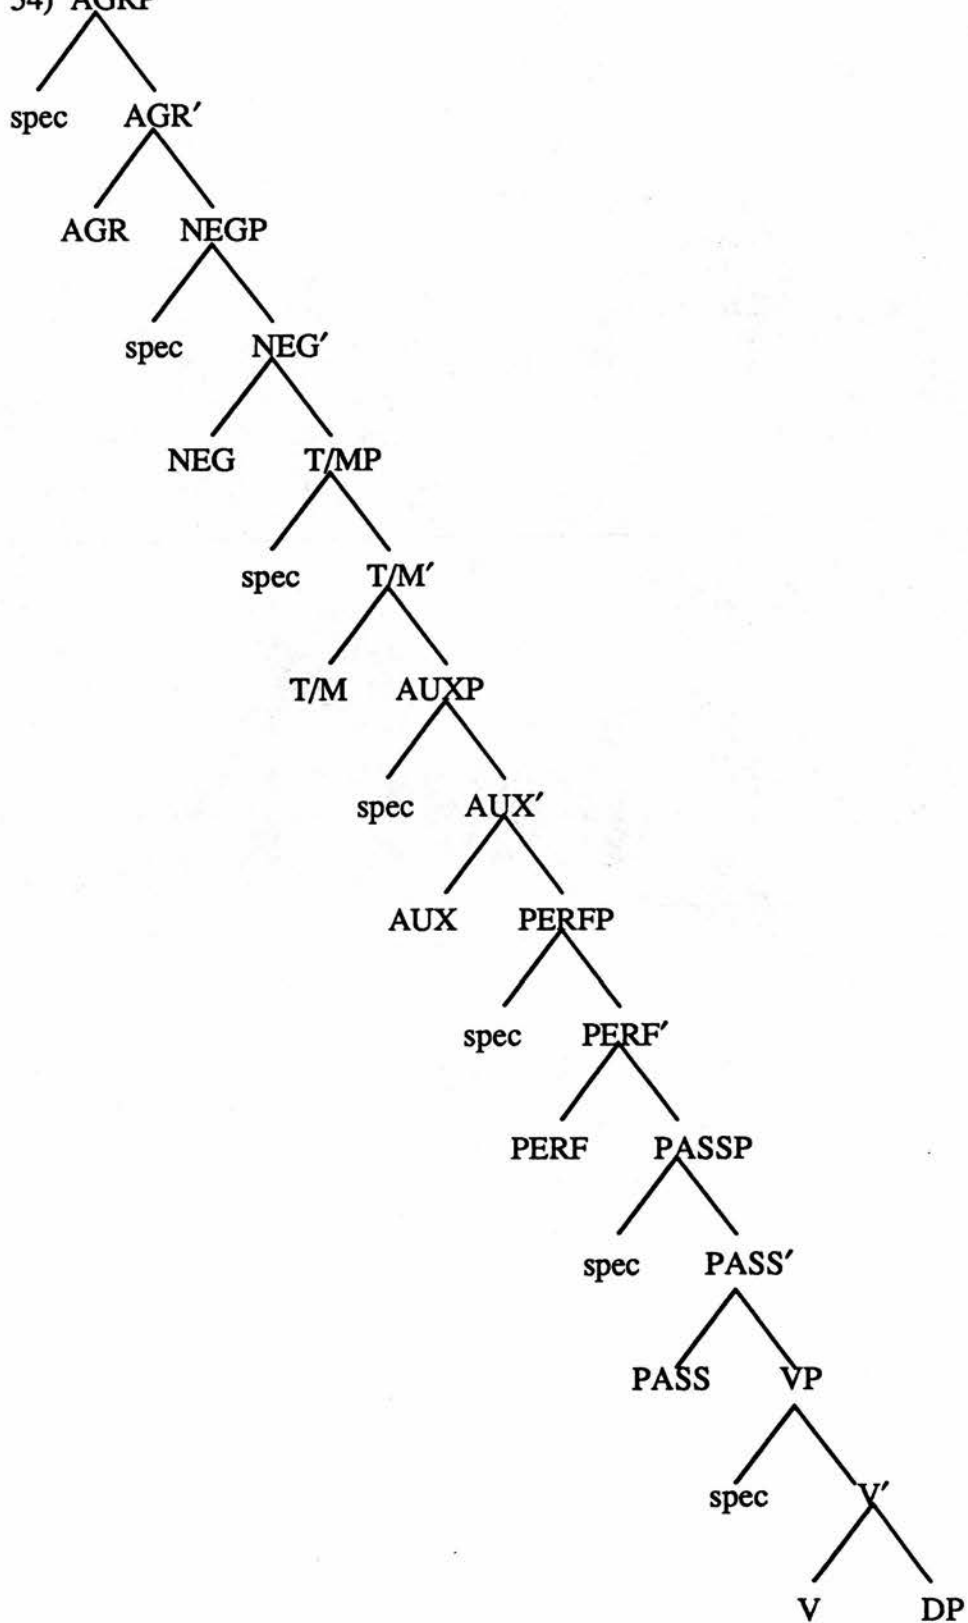 34) AGRP
spec AGR′
AGR NEGP
spec NEG′
NEG T/MP
spec T/M′
T/M AUXP
spec AUX′
AUX PERFP
spec PERF′
PERF PASSP
spec PASS′
PASS VP
spec V′
V DP